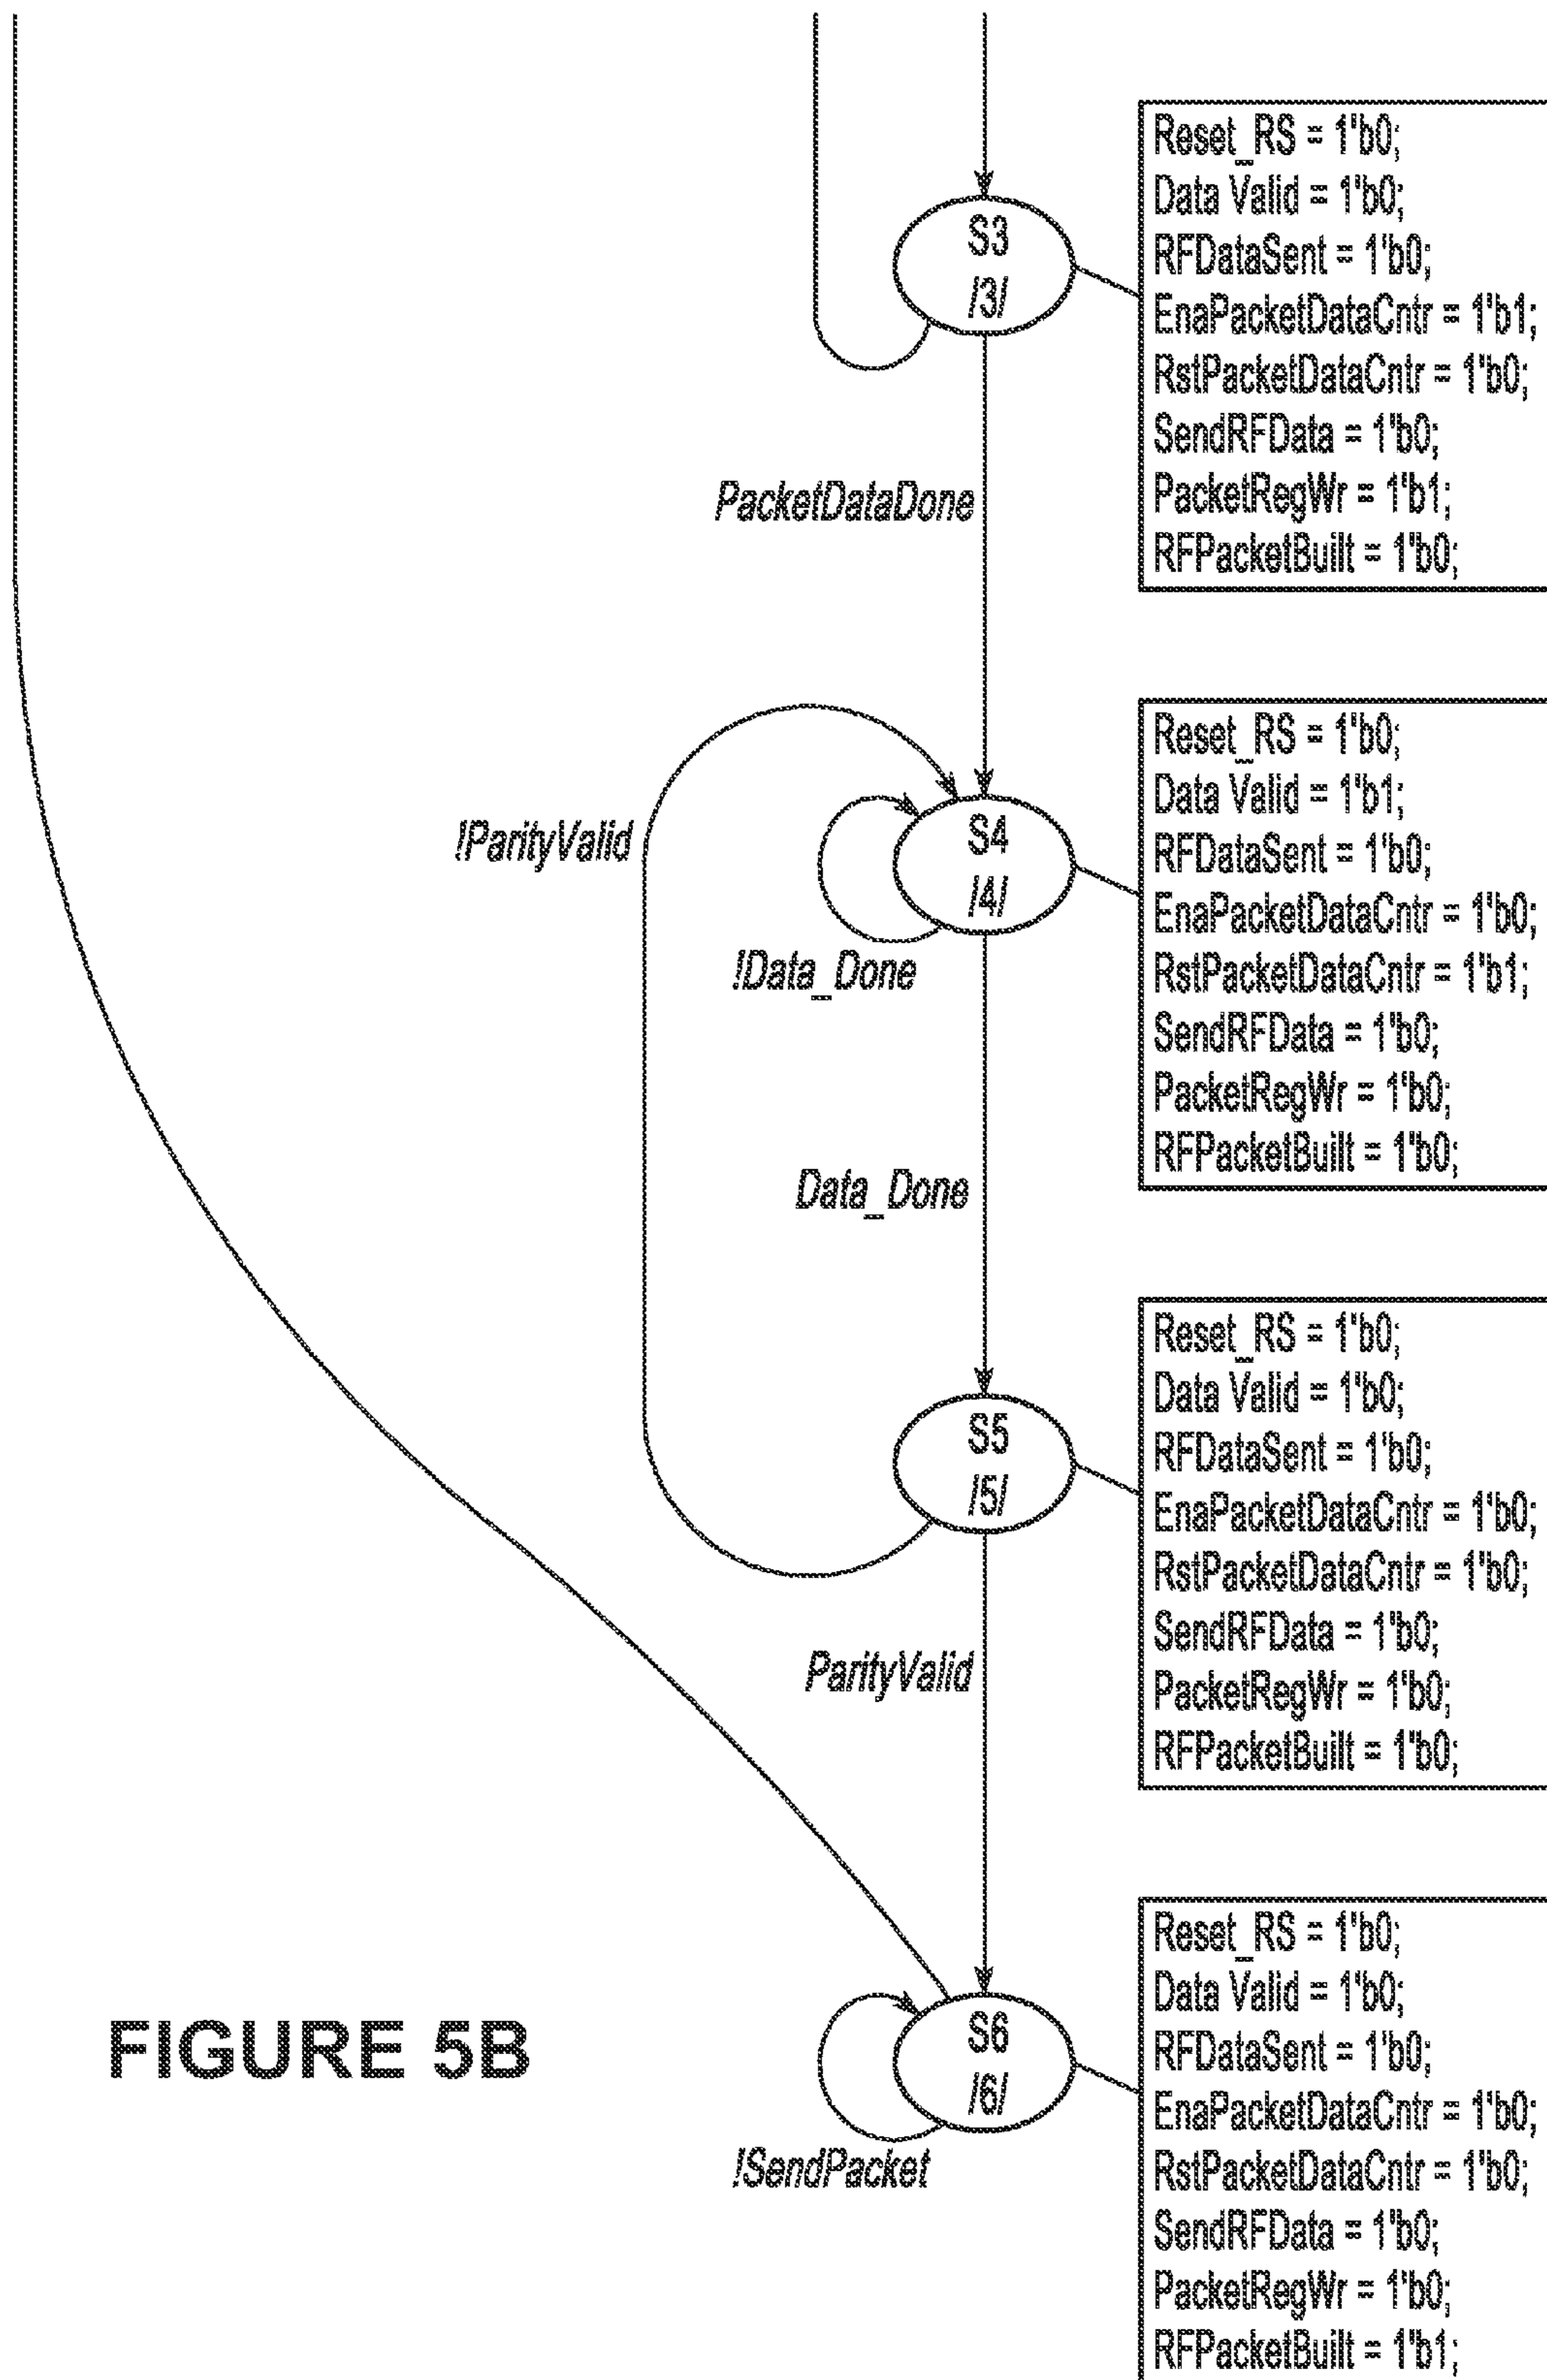 S3
/3/
Reset_RS = 1'b0;
Data Valid = 1'b0;
RFDataSent = 1'b0;
EnaPacketDataCntr = 1'b1;
RstPacketDataCntr = 1'b0;
SendRFData = 1'b0;
PacketRegWr = 1'b1;
RFPacketBuilt = 1'b0;
PacketDataDone
!ParityValid
S4
/4/
!Data_Done
Reset_RS = 1'b0;
Data Valid = 1'b1;
RFDataSent = 1'b0;
EnaPacketDataCntr = 1'b0;
RstPacketDataCntr = 1'b1;
SendRFData = 1'b0;
PacketRegWr = 1'b0;
RFPacketBuilt = 1'b0;
Data_Done
S5
/5/
Reset_RS = 1'b0;
Data Valid = 1'b0;
RFDataSent = 1'b0;
EnaPacketDataCntr = 1'b0;
RstPacketDataCntr = 1'b0;
SendRFData = 1'b0;
PacketRegWr = 1'b0;
RFPacketBuilt = 1'b0;
ParityValid
S6
/6/
!SendPacket
Reset_RS = 1'b0;
Data Valid = 1'b0;
RFDataSent = 1'b0;
EnaPacketDataCntr = 1'b0;
RstPacketDataCntr = 1'b0;
SendRFData = 1'b0;
PacketRegWr = 1'b0;
RFPacketBuilt = 1'b1;
FIGURE 5B